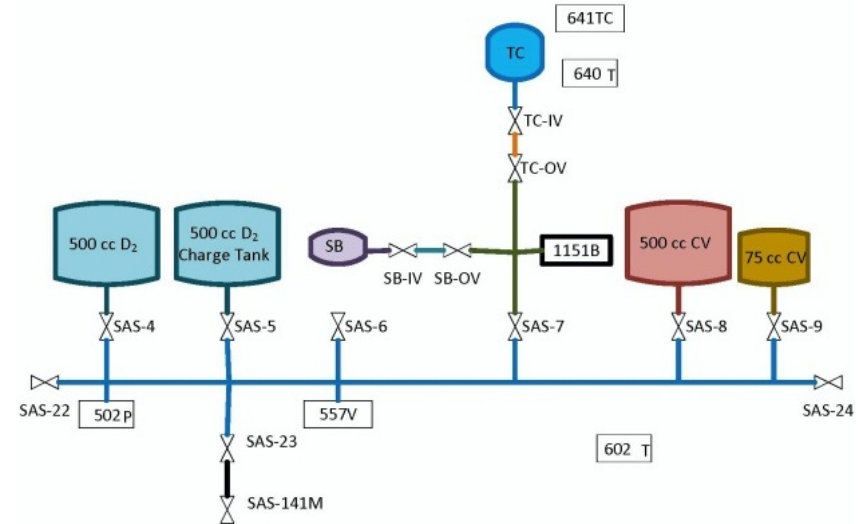 641TC
TC
640 T
TC-IV
TC-OV
500 cc D₂
500 cc D₂
Charge Tank
SB
1151B
500 cc CV
75 cc CV
SB-IV
SB-OV
SAS-4
SAS-5
SAS-6
SAS-7
SAS-8
SAS-9
SAS-22
502 P
557V
SAS-24
SAS-23
602 T
SAS-141M